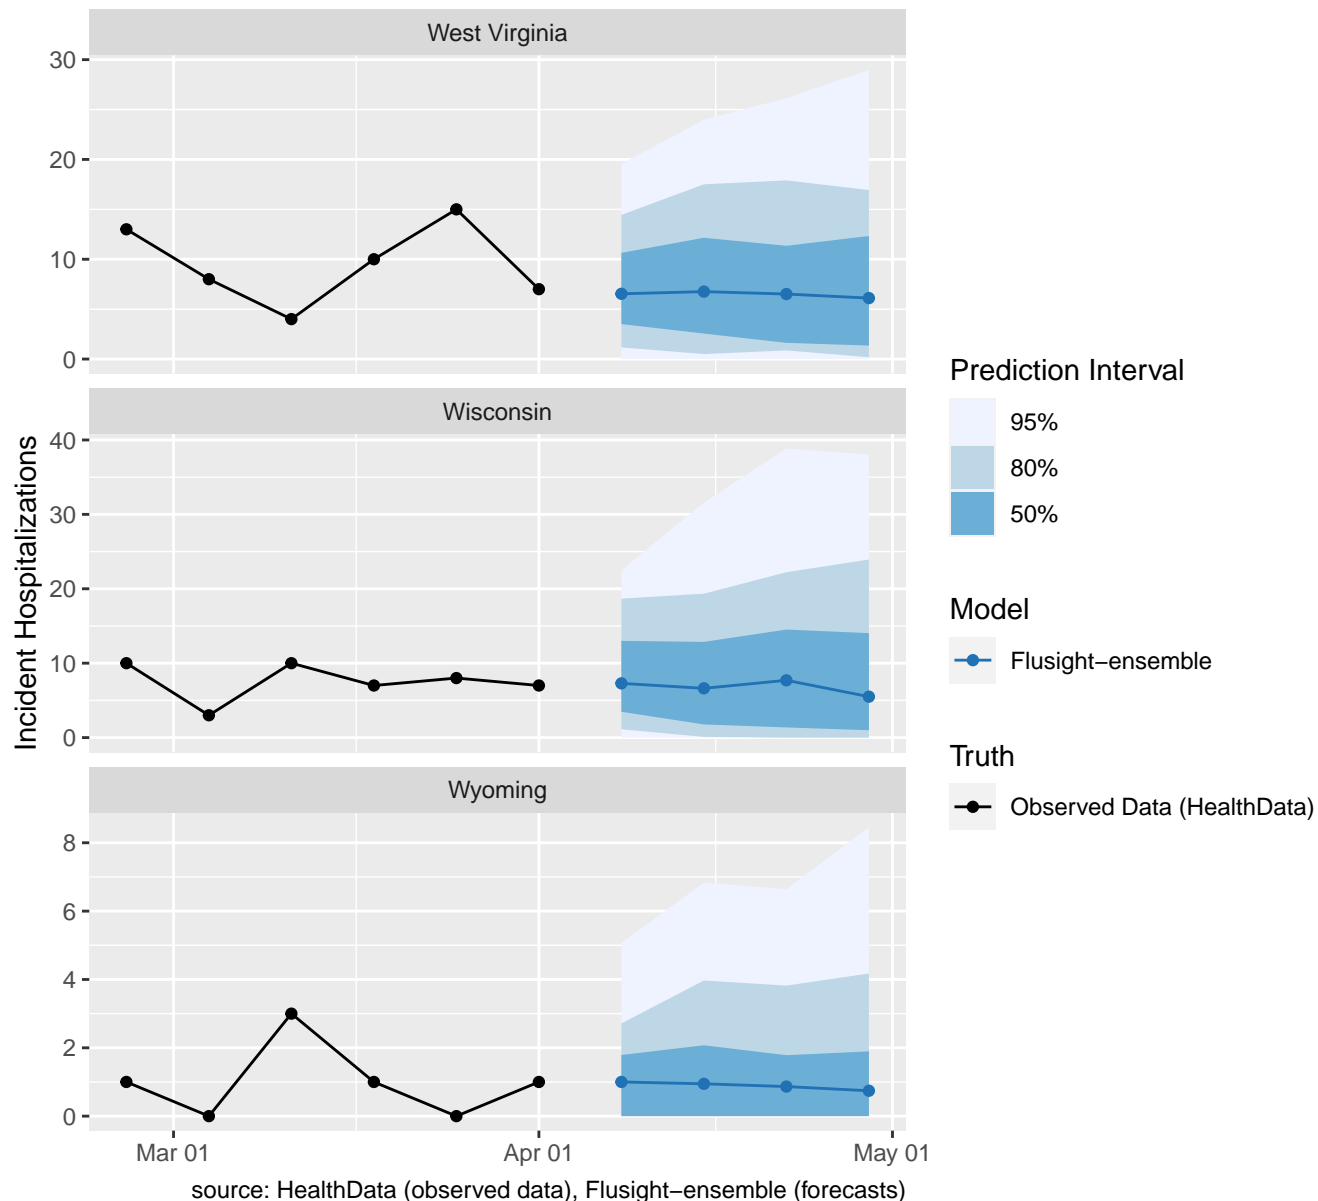 West Virginia
30
20
10
0
Wisconsin
40
30
20
10
0
Wyoming
8
6
4
2
0
Incident Hospitalizations
Mar 01
Apr 01
May 01
source: HealthData (observed data), Flusight−ensemble (forecasts)
Prediction Interval
95%
80%
50%
Model
Flusight−ensemble
Truth
Observed Data (HealthData)